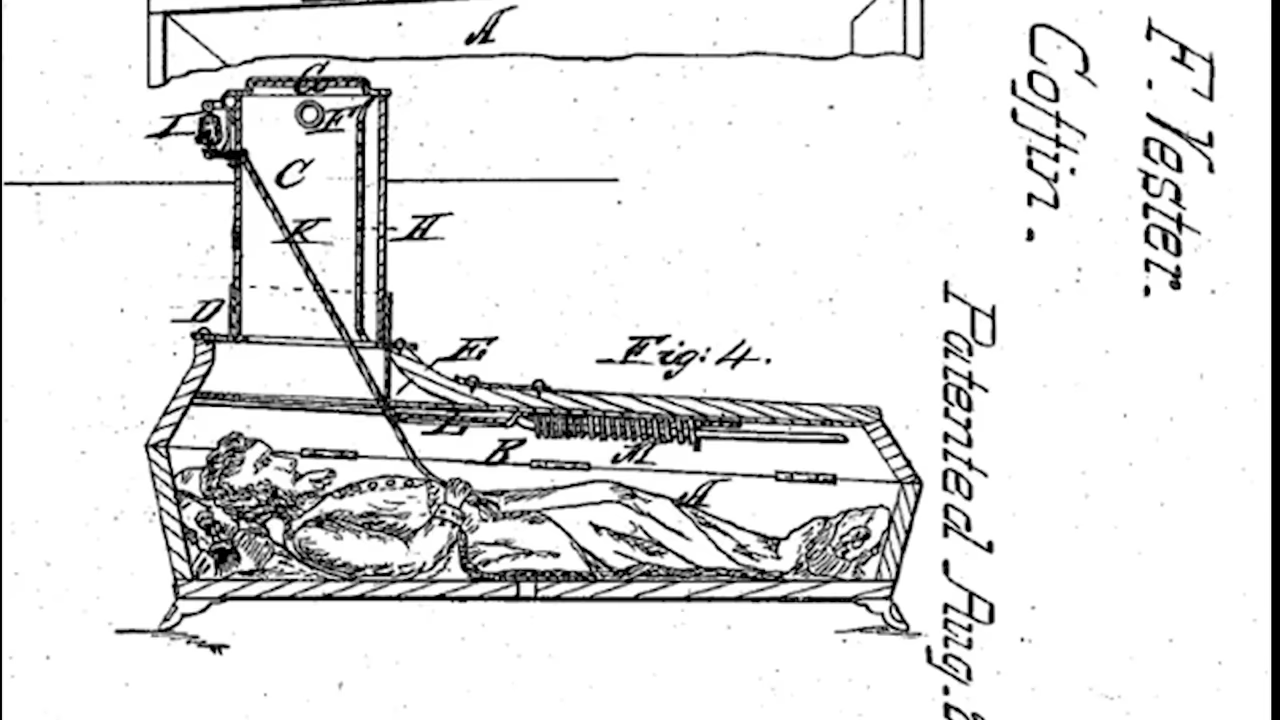 A
G
I
F
C
K
H
D
E.
Fig: 4.
L
B
M
A
F. Vester.
Coffin.
Patented Aug.